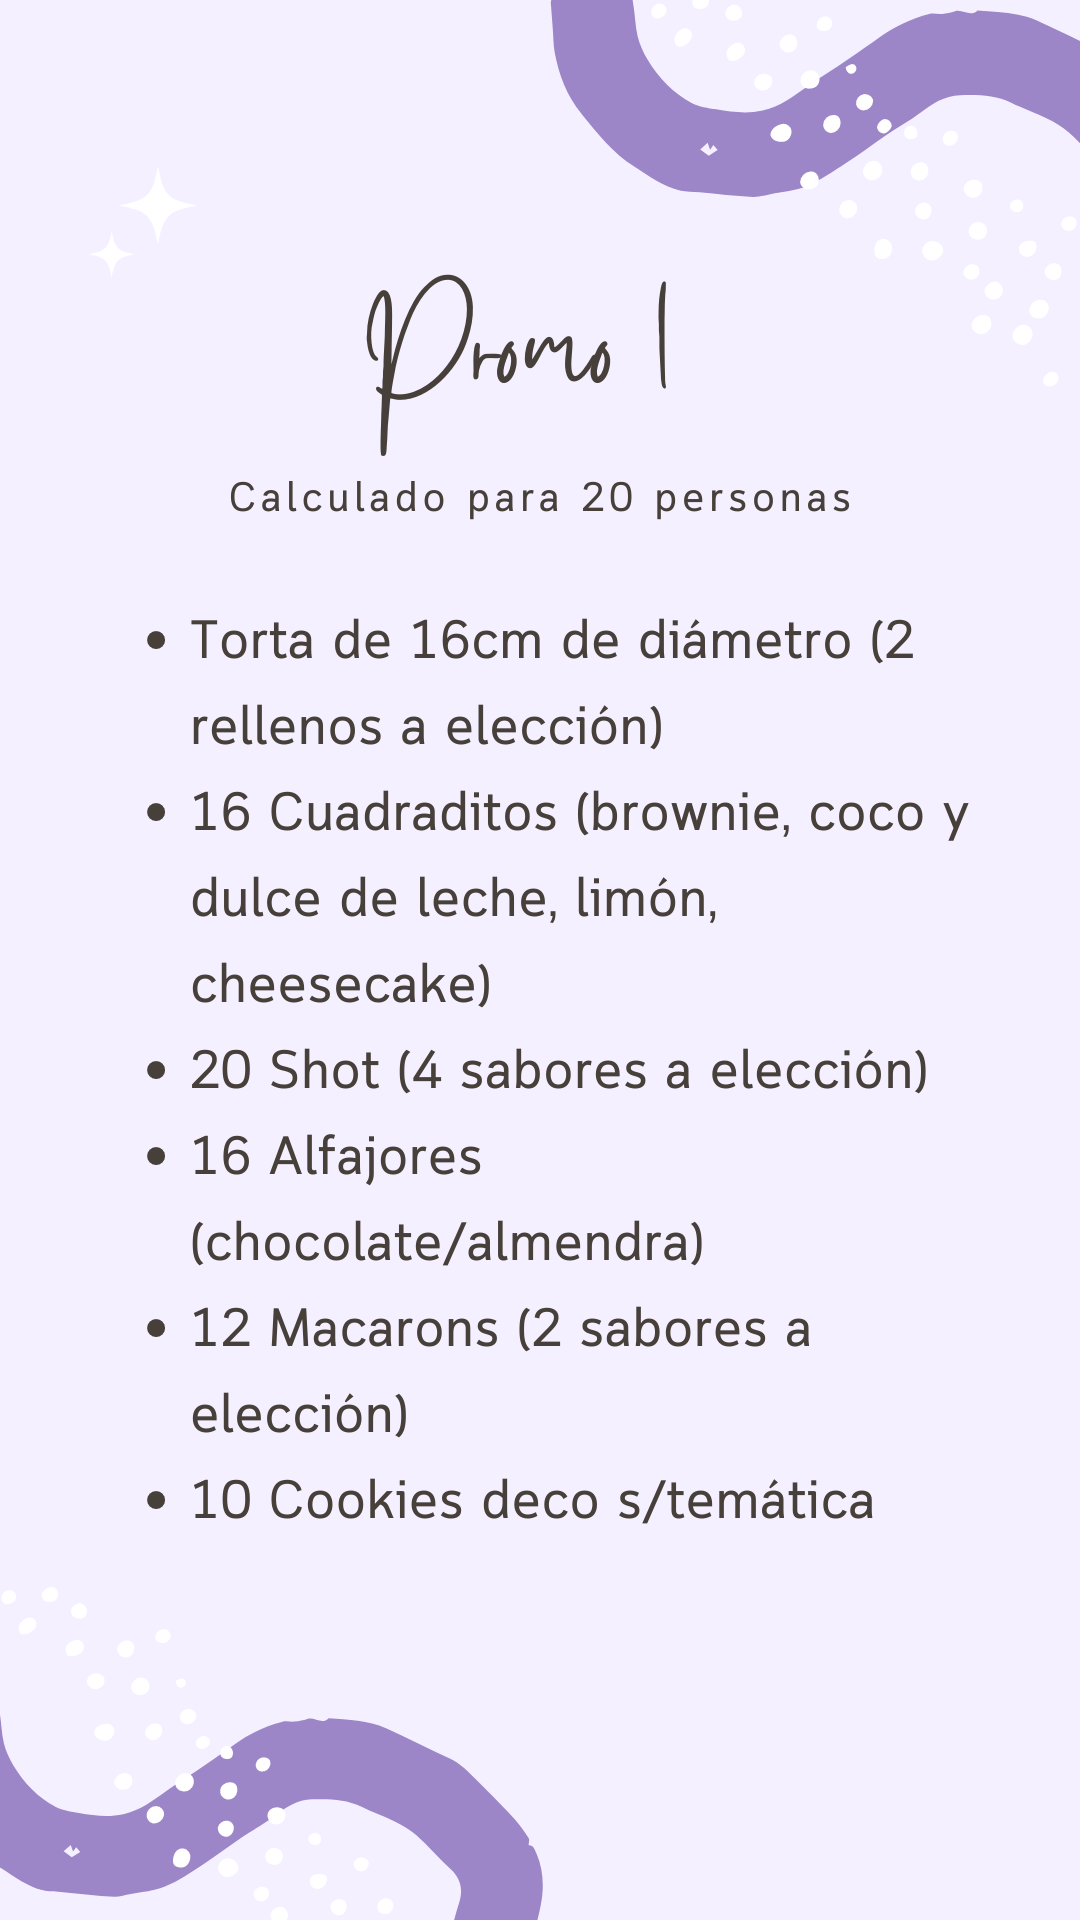 Promo 1
Calculado para 20 personas
• Torta de 16cm de diámetro (2
rellenos a elección)
• 16 Cuadraditos (brownie, coco y
dulce de leche, limón,
cheesecake)
• 20 Shot (4 sabores a elección)
• 16 Alfajores
(chocolate/almendra)
• 12 Macarons (2 sabores a
elección)
• 10 Cookies deco s/temática